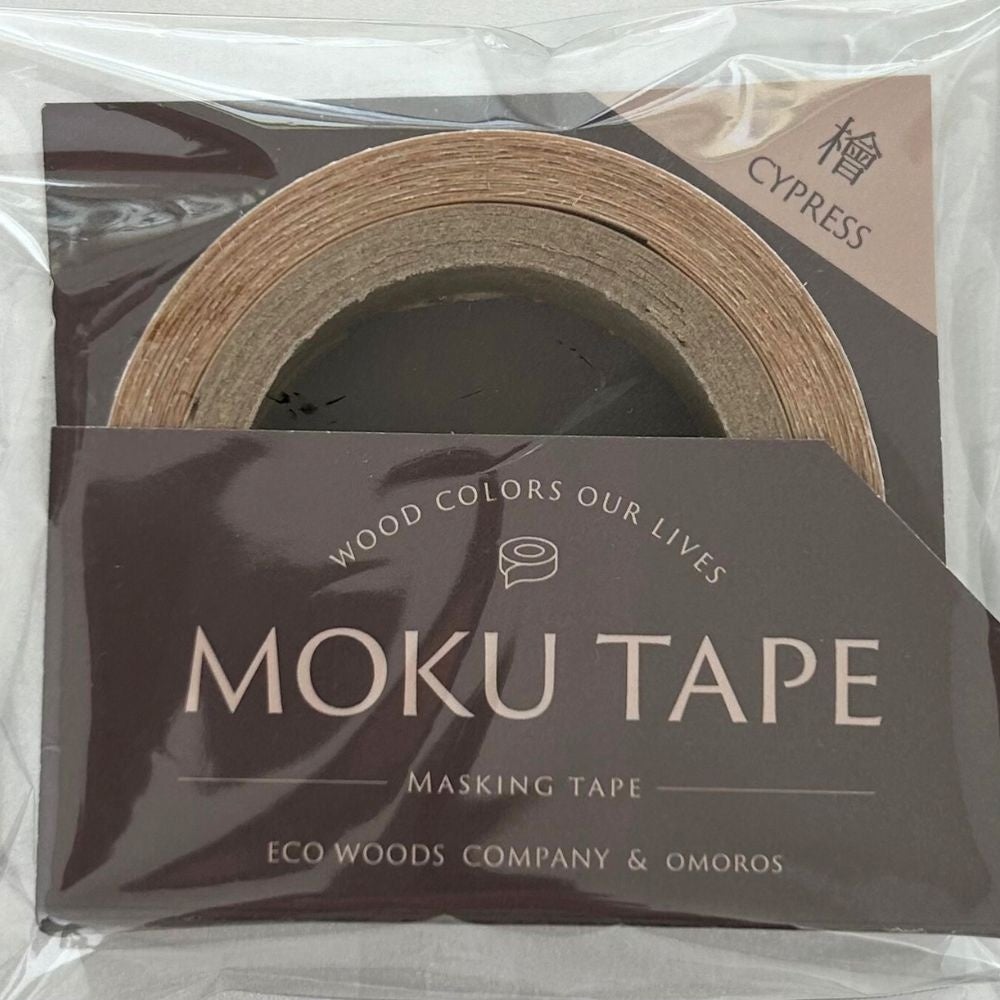 檜
CYPRESS
WOOD COLORS OUR LIVES
MOKU TAPE
MASKING TAPE
ECO WOODS COMPANY & OMOROS